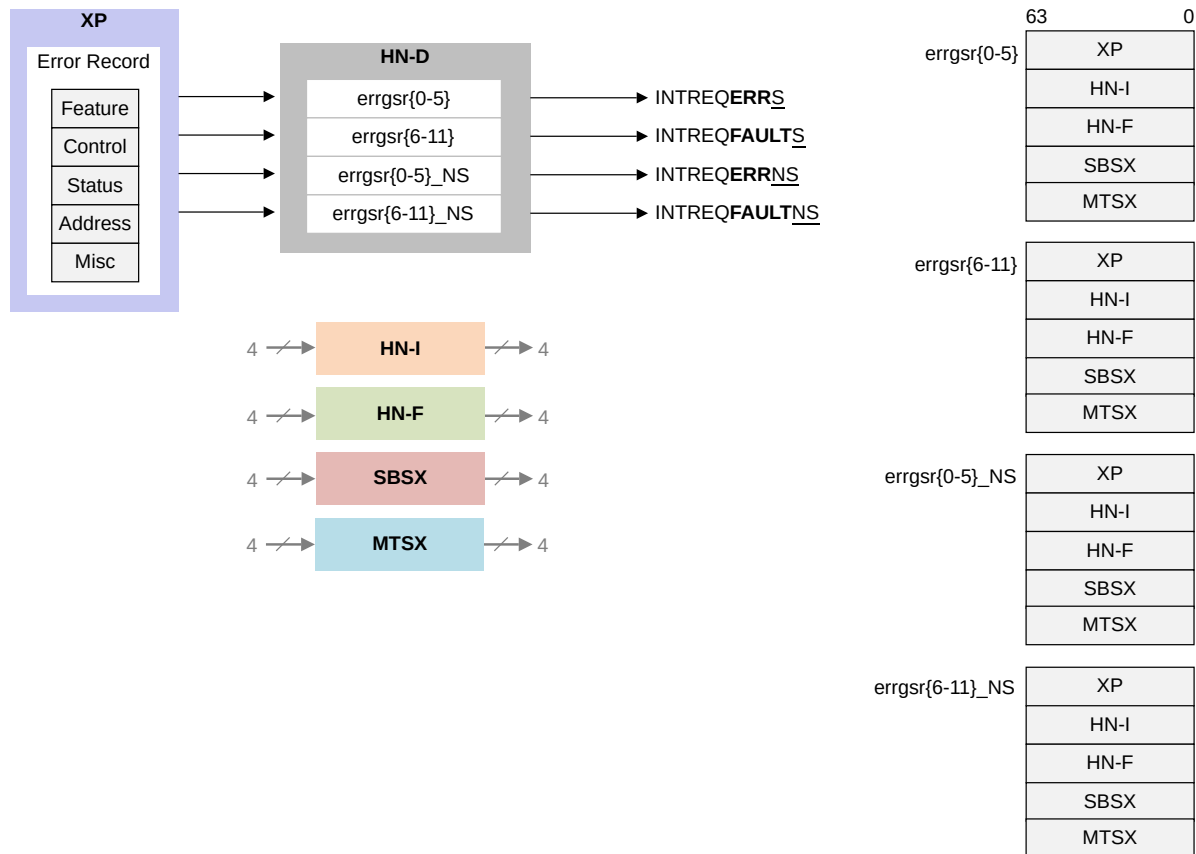 XP
Error Record
Feature
Control
Status
Address
Misc
HN-D
errgsr{0-5}
errgsr{6-11}
errgsr{0-5}_NS
errgsr{6-11}_NS
INTREQERRS
INTREQFAULTS
INTREQERRNS
INTREQFAULTNS
4 HN-I 4
4 HN-F 4
4 SBSX 4
4 MTSX 4
63 0
errgsr{0-5} XP
HN-I
HN-F
SBSX
MTSX
errgsr{6-11} XP
HN-I
HN-F
SBSX
MTSX
errgsr{0-5}_NS XP
HN-I
HN-F
SBSX
MTSX
errgsr{6-11}_NS XP
HN-I
HN-F
SBSX
MTSX